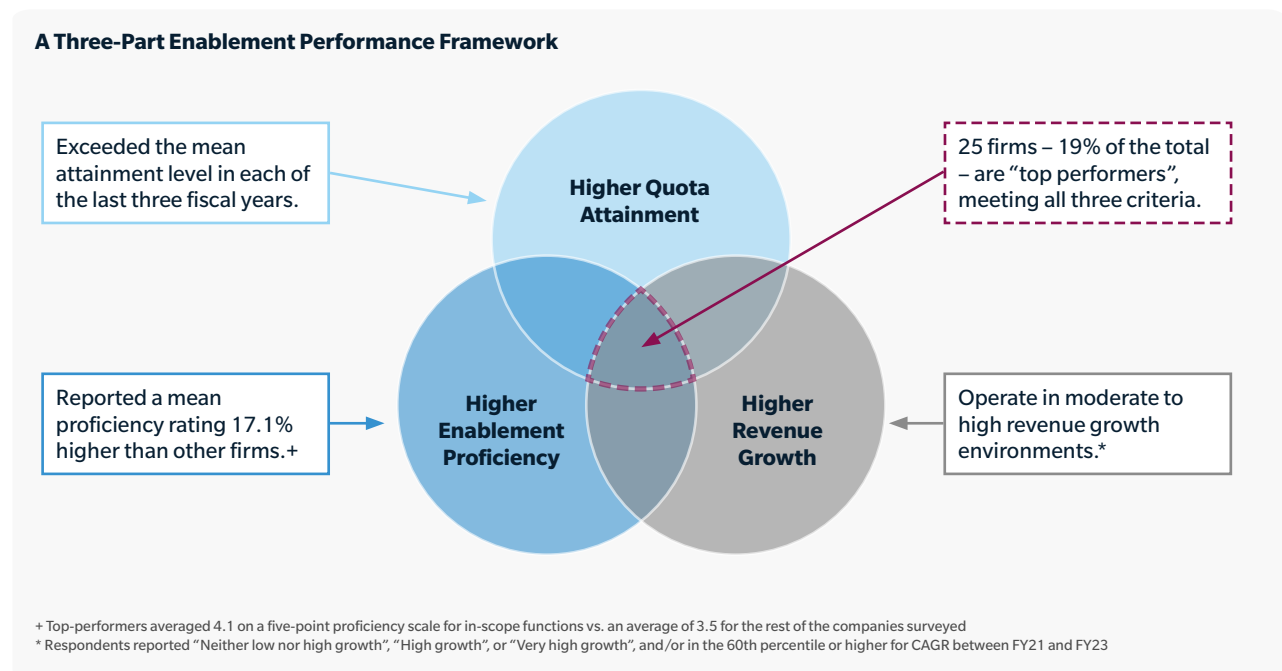 A Three-Part Enablement Performance Framework
Exceeded the mean
attainment level in each of
the last three fiscal years.
Higher Quota
Attainment
25 firms – 19% of the total
– are “top performers”,
meeting all three criteria.
Reported a mean
proficiency rating 17.1%
higher than other firms.+
Higher
Enablement
Proficiency
Higher
Revenue
Growth
Operate in moderate to
high revenue growth
environments.*
+ Top-performers averaged 4.1 on a five-point proficiency scale for in-scope functions vs. an average of 3.5 for the rest of the companies surveyed
* Respondents reported “Neither low nor high growth”, “High growth”, or “Very high growth”, and/or in the 60th percentile or higher for CAGR between FY21 and FY23